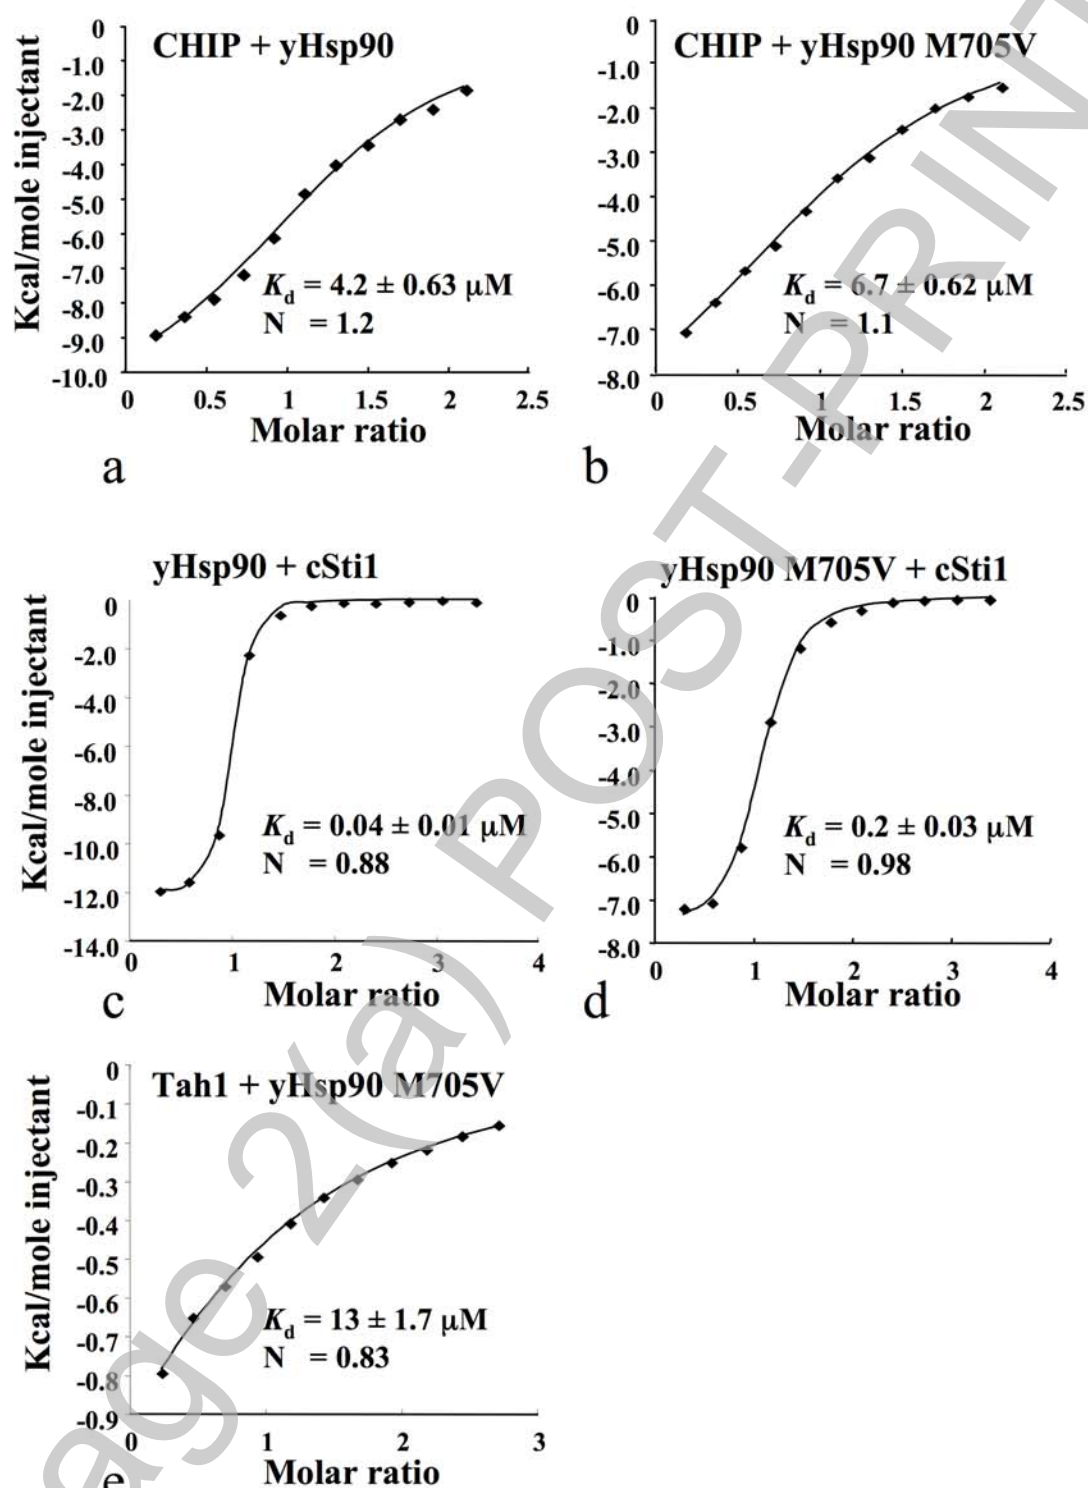 CHIP + yHsp90
Kcal/mole injectant
0
-1.0
-2.0
-3.0
-4.0
-5.0
-6.0
-7.0
-8.0
-9.0
-10.0
Kd = 4.2 ± 0.63 μM
N = 1.2
0 0.5 1 1.5 2 2.5
Molar ratio
a
CHIP + yHsp90 M705V
0
-1.0
-2.0
-3.0
-4.0
-5.0
-6.0
-7.0
-8.0
Kd = 6.7 ± 0.62 μM
N = 1.1
0 0.5 1 1.5 2 2.5
Molar ratio
b
yHsp90 + cSti1
Kcal/mole injectant
0
-2.0
-4.0
-6.0
-8.0
-10.0
-12.0
-14.0
Kd = 0.04 ± 0.01 μM
N = 0.88
0 1 2 3 4
Molar ratio
c
yHsp90 M705V + cSti1
0
-1.0
-2.0
-3.0
-4.0
-5.0
-6.0
-7.0
-8.0
Kd = 0.2 ± 0.03 μM
N = 0.98
0 1 2 3 4
Molar ratio
d
Tah1 + yHsp90 M705V
Kcal/mole injectant
0
-0.1
-0.2
-0.3
-0.4
-0.5
-0.6
-0.7
-0.8
-0.9
Kd = 13 ± 1.7 μM
N = 0.83
0 1 2 3
Molar ratio
e
age 2(a) POST-PRINT